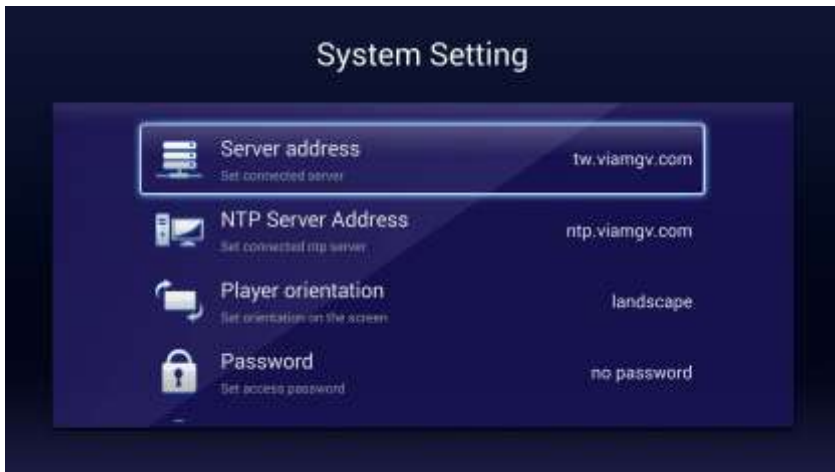 System Setting
Server address
tw.viamgv.com
Set connected server
NTP Server Address
ntp.viamgv.com
Set connected ntp server
Player orientation
landscape
Set orientation on the screen
Password
no password
Set access password